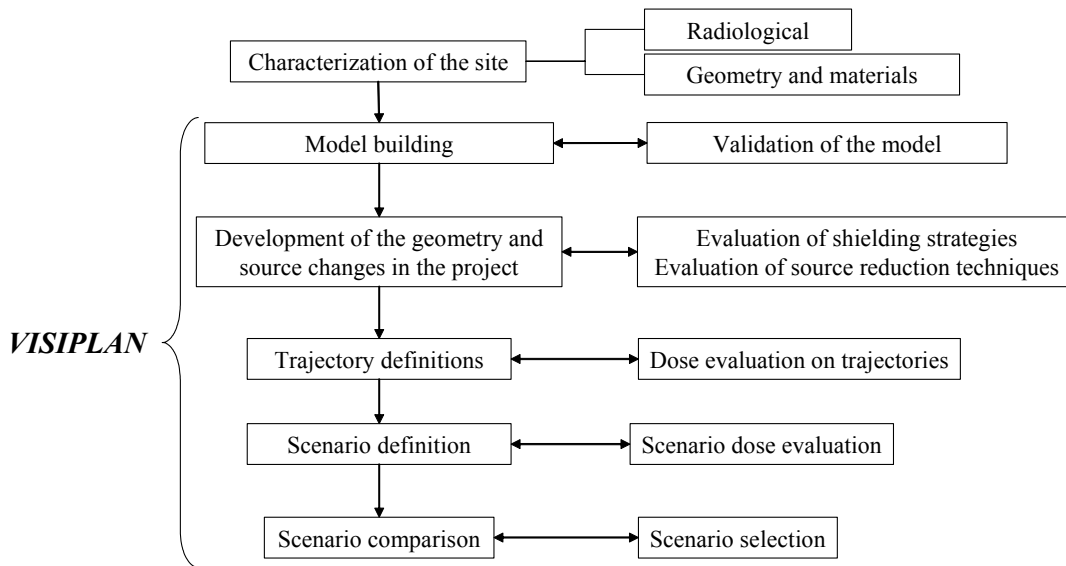 Radiological
Characterization of the site
Geometry and materials
Model building
Validation of the model
Development of the geometry and
source changes in the project
Evaluation of shielding strategies
Evaluation of source reduction techniques
VISIPLAN
Trajectory definitions
Dose evaluation on trajectories
Scenario definition
Scenario dose evaluation
Scenario comparison
Scenario selection